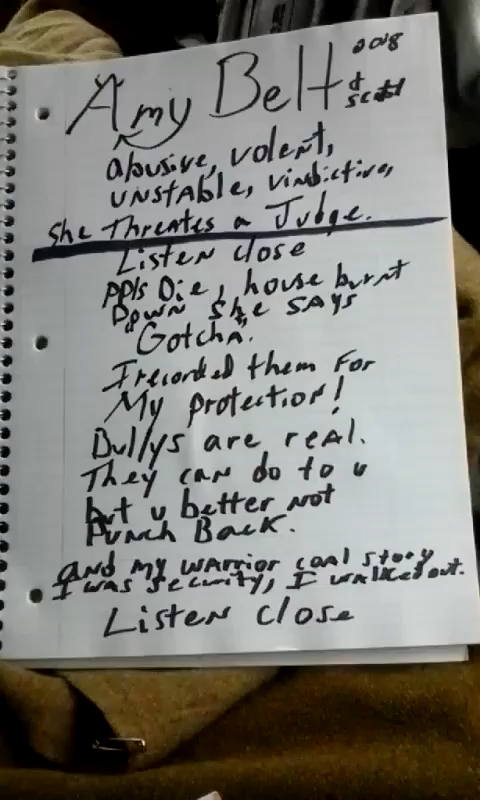 2018
Amy Belt
& Scott
abusive, volent,
unstable, vindictive,
She Threates a Judge.
Listen close
ppls Die, house burnt
Down she says
"Gotcha."
I recorded them for
My protection!
Bullys are real.
They can do to u
but u better not
Punch Back.
and my warrior coal story
I was security, I walked out.
Listen close